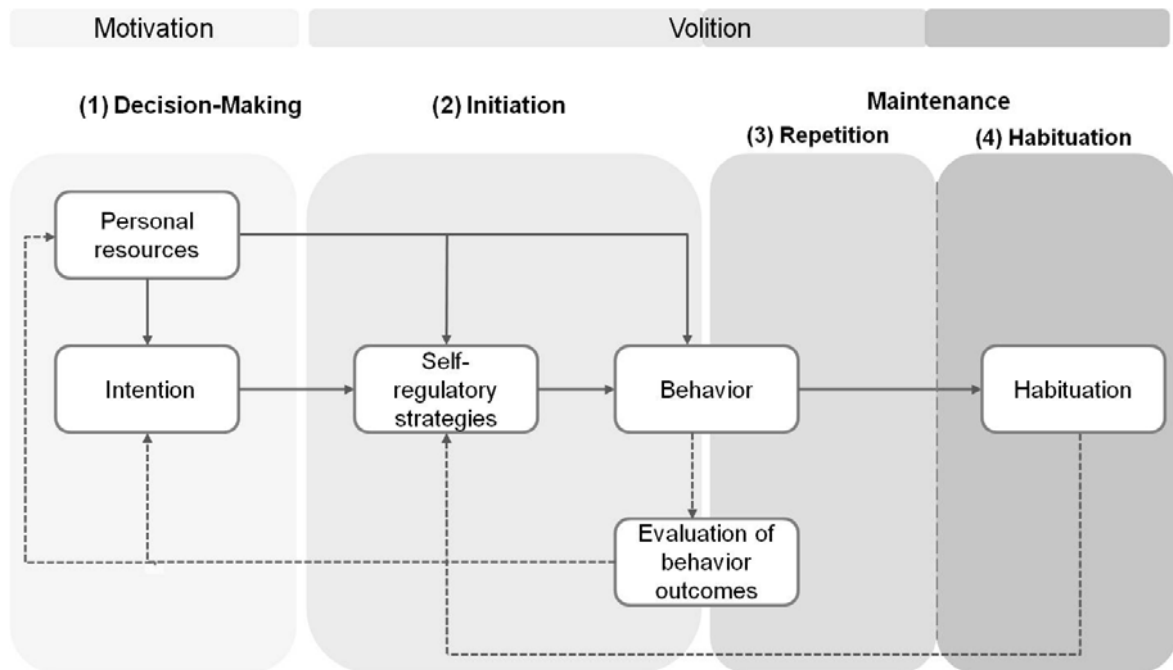 Motivation
Volition
(1) Decision-Making
(2) Initiation
Maintenance
(3) Repetition
(4) Habituation
Personal
resources
Intention
Self-
regulatory
strategies
Behavior
Habituation
Evaluation of
behavior
outcomes